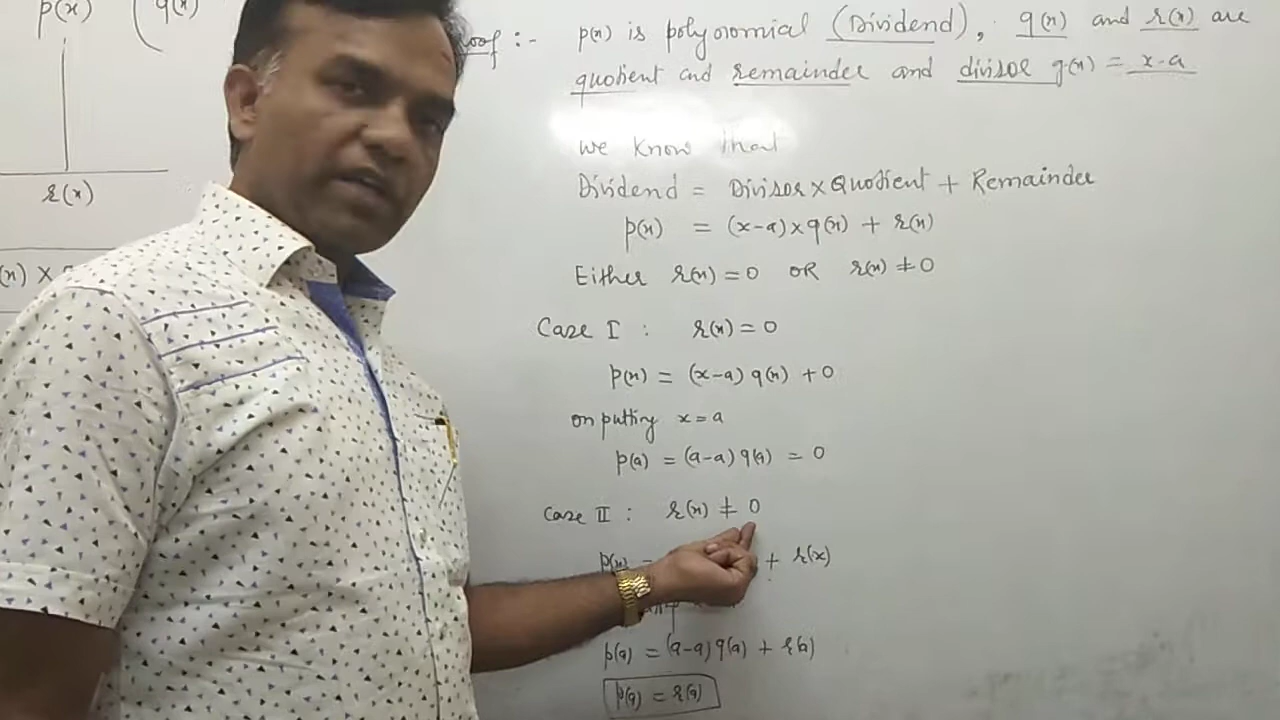 p(x) q(x)
r(x)
(x) ×
oof :- p(x) is polynomial (Dividend), q(x) and r(x) are
quotient and remainder and divisor g(x) = x-a
we know that
Dividend = Divisor × Quotient + Remainder
p(x) = (x-a) × q(x) + r(x)
Either r(x) = 0 OR r(x) ≠ 0
Case I : r(x) = 0
p(x) = (x-a) q(x) + 0
on putting x = a
p(a) = (a-a) q(a) = 0
Case II : r(x) ≠ 0
p(x) = + r(x)
p(a) = (a-a) q(a) + r(a)
p(a) = r(a)